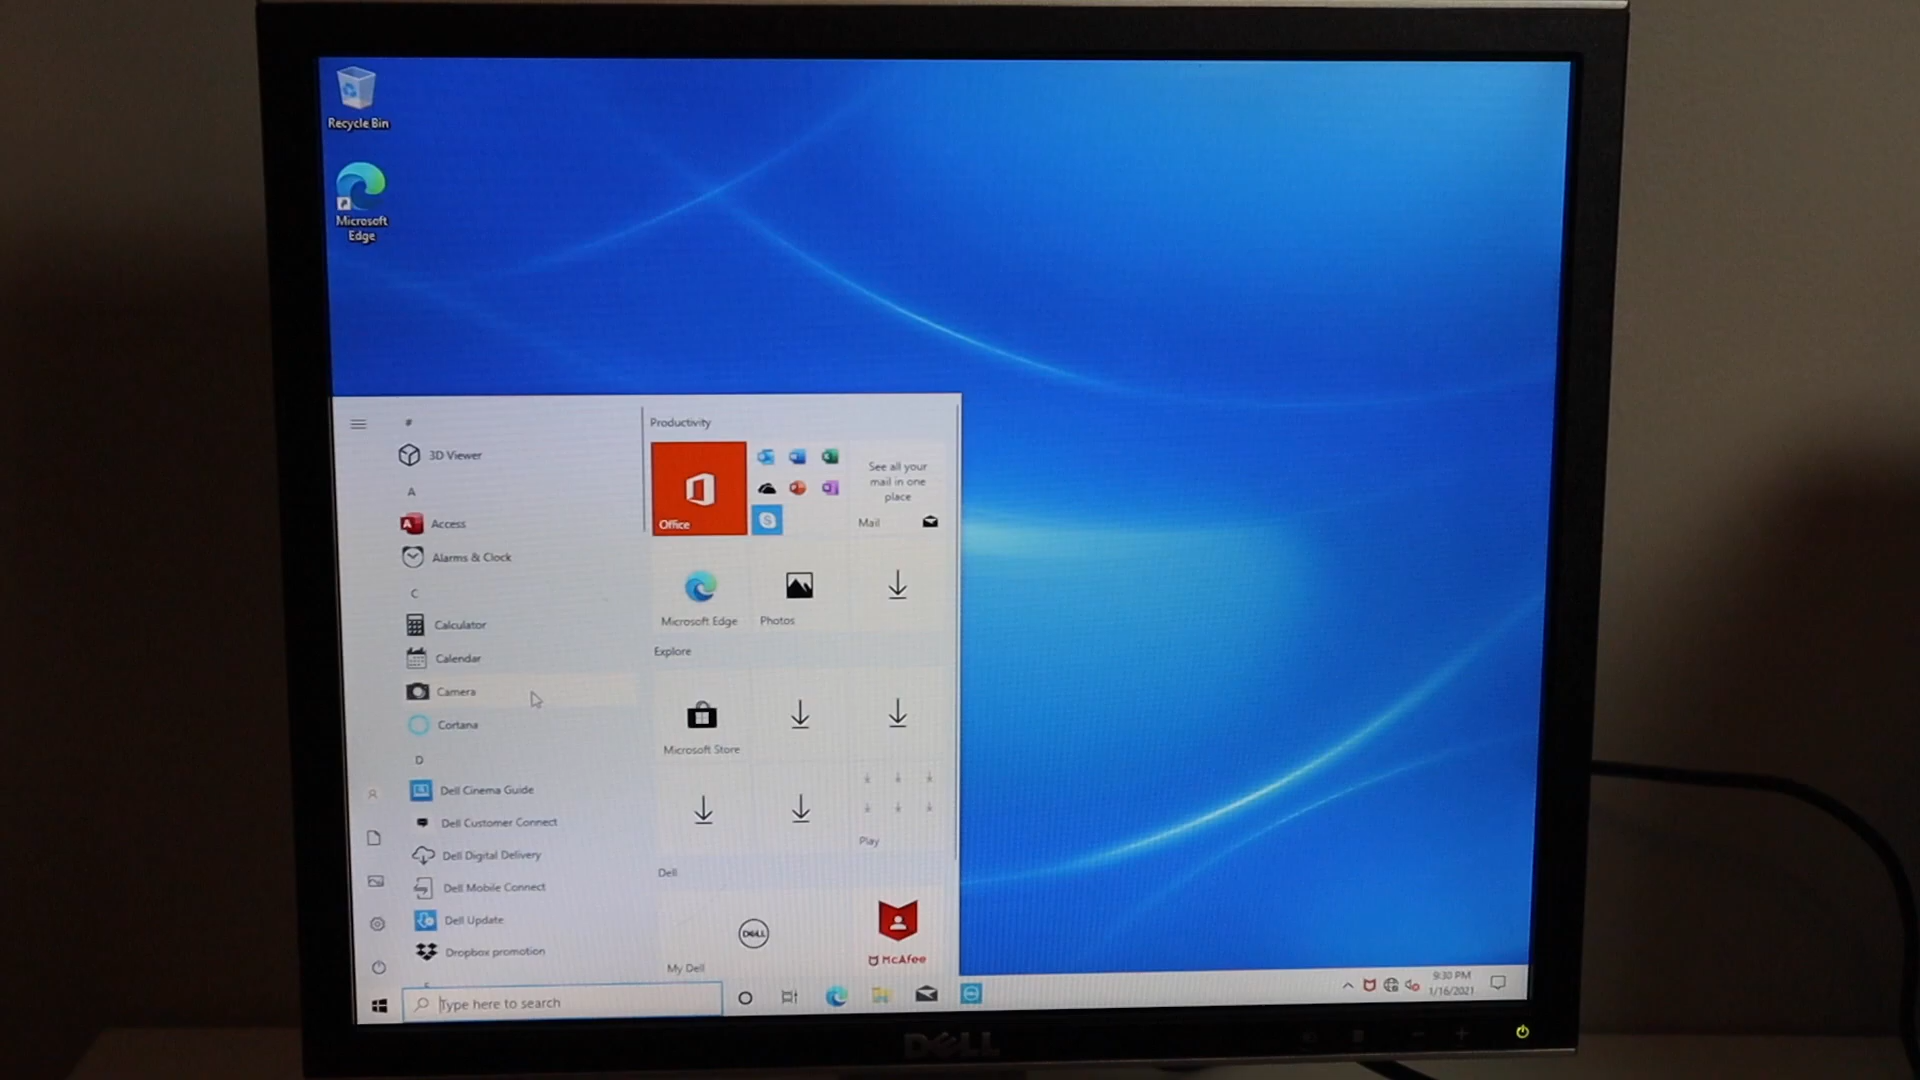 Recycle Bin
Microsoft
Edge
#
3D Viewer
A
Access
Alarms & Clock
C
Calculator
Calendar
Camera
Cortana
D
Dell Cinema Guide
Dell Customer Connect
Dell Digital Delivery
Dell Mobile Connect
Dell Update
Dropbox promotion
Productivity
Office
See all your
mail in one
place
Mail
Microsoft Edge
Photos
Explore
Microsoft Store
Play
Dell
DELL
My Dell
McAfee
Type here to search
9:30 PM
1/16/2021
DELL